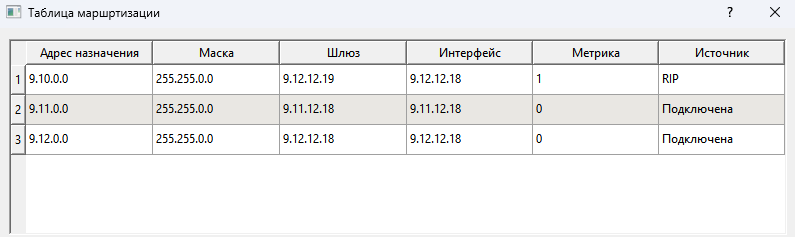 Таблица маршртизации
Адрес назначения Маска Шлюз Интерфейс Метрика Источник
1 9.10.0.0 255.255.0.0 9.12.12.19 9.12.12.18 1 RIP
2 9.11.0.0 255.255.0.0 9.11.12.18 9.11.12.18 0 Подключена
3 9.12.0.0 255.255.0.0 9.12.12.18 9.12.12.18 0 Подключена